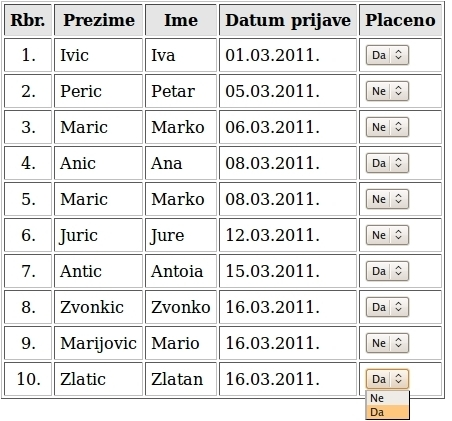 Rbr. Prezime Ime Datum prijave Placeno
1. Ivic Iva 01.03.2011. Da
2. Peric Petar 05.03.2011. Ne
3. Maric Marko 06.03.2011. Ne
4. Anic Ana 08.03.2011. Da
5. Maric Marko 08.03.2011. Ne
6. Juric Jure 12.03.2011. Ne
7. Antic Antoia 15.03.2011. Da
8. Zvonkic Zvonko 16.03.2011. Da
9. Marijovic Mario 16.03.2011. Ne
10. Zlatic Zlatan 16.03.2011. Da
Ne
Da